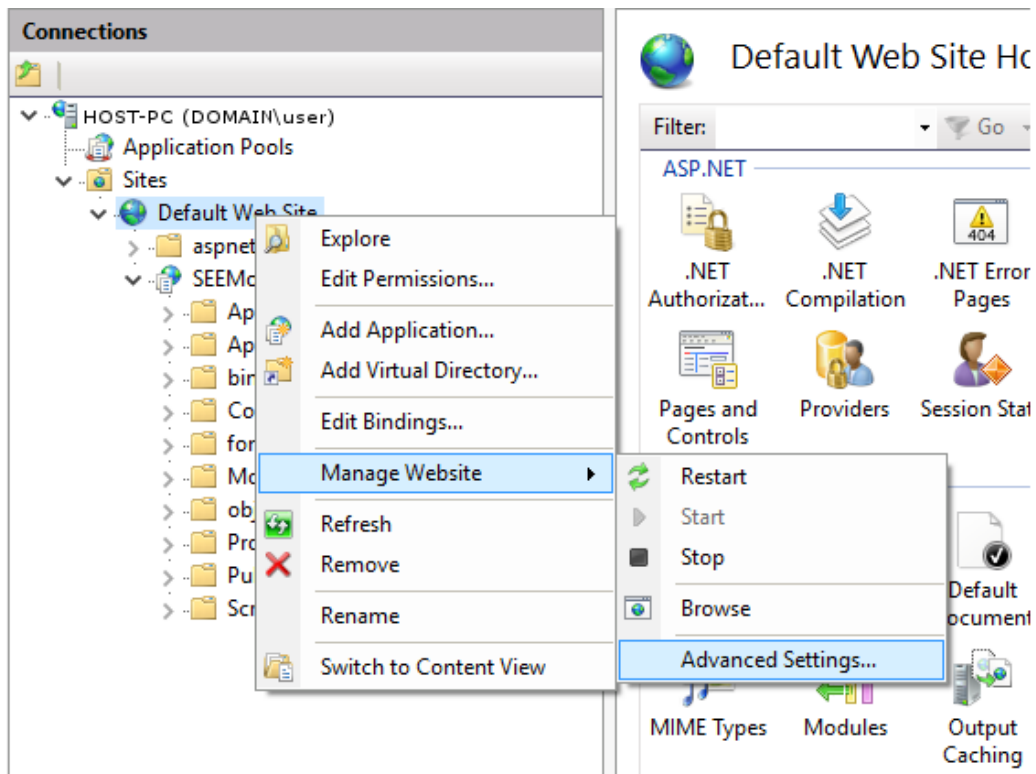 Connections
HOST-PC (DOMAIN\user)
Application Pools
Sites
Default Web Site
aspnet
SEEMo
Ap
Ap
bin
Co
for
Mo
obj
Pro
Pu
Scr
Explore
Edit Permissions...
Add Application...
Add Virtual Directory...
Edit Bindings...
Manage Website
Refresh
Remove
Rename
Switch to Content View
Restart
Start
Stop
Browse
Advanced Settings...
Default Web Site Ho
Filter:
Go
ASP.NET
.NET
Authorizat...
.NET
Compilation
404
.NET Error
Pages
Pages and
Controls
Providers
Session Stat
Default
ocument
MIME Types
Modules
Output
Caching